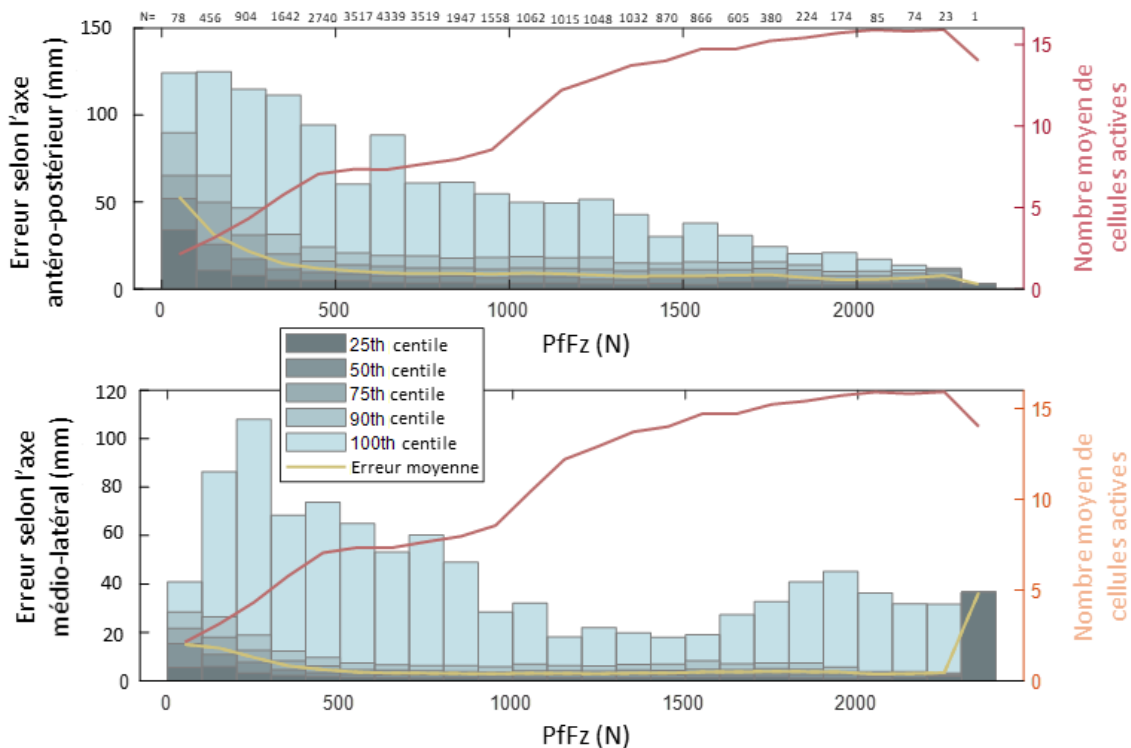 N= 78 456 904 1642 2740 3517 4339 3519 1947 1558 1062 1015 1048 1032 870 866 605 380 224 174 85 74 23 1
Erreur selon l'axe
antéro-postérieur (mm)
150
100
50
0
0 500 1000 1500 2000
PfFz (N)
15
10
5
0
Nombre moyen de
cellules actives
25th centile
50th centile
75th centile
90th centile
100th centile
Erreur moyenne
Erreur selon l'axe
médio-latéral (mm)
120
100
80
60
40
20
0
0 500 1000 1500 2000
PfFz (N)
15
10
5
0
Nombre moyen de
cellules actives